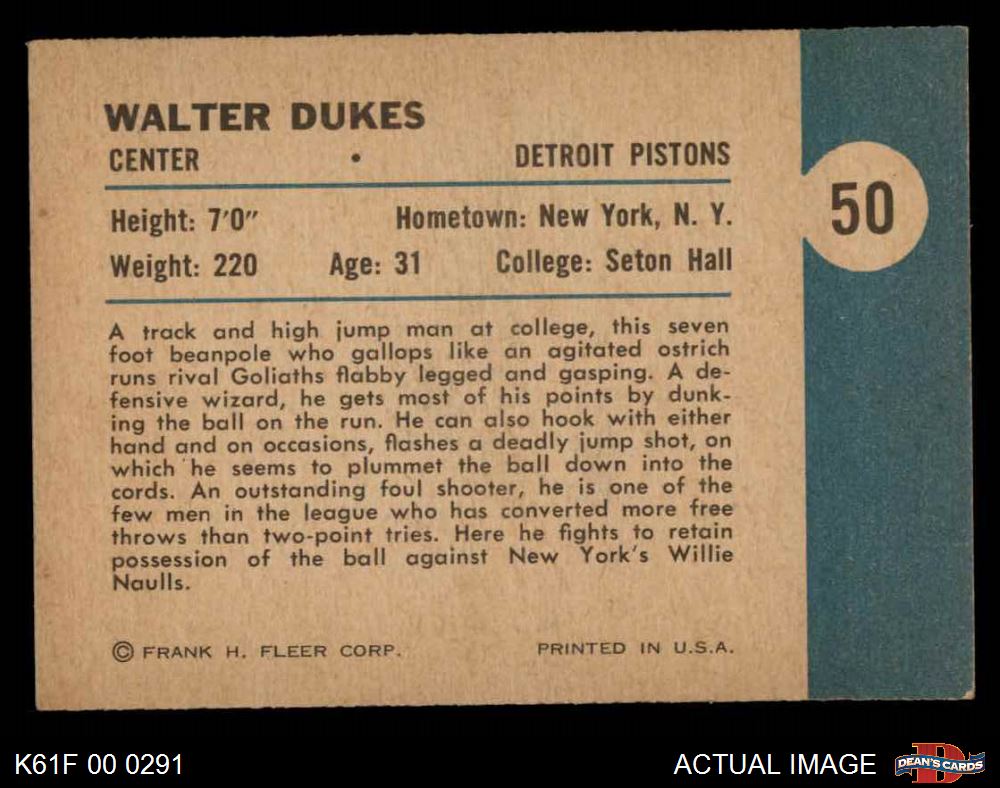 WALTER DUKES
CENTER • DETROIT PISTONS
Height: 7'0" Hometown: New York, N. Y.
Weight: 220 Age: 31 College: Seton Hall
50
A track and high jump man at college, this seven
foot beanpole who gallops like an agitated ostrich
runs rival Goliaths flabby legged and gasping. A de-
fensive wizard, he gets most of his points by dunk-
ing the ball on the run. He can also hook with either
hand and on occasions, flashes a deadly jump shot, on
which he seems to plummet the ball down into the
cords. An outstanding foul shooter, he is one of the
few men in the league who has converted more free
throws than two-point tries. Here he fights to retain
possession of the ball against New York's Willie
Naulls.
© FRANK H. FLEER CORP. PRINTED IN U.S.A.
K61F 00 0291 ACTUAL IMAGE D DEAN'S CARDS